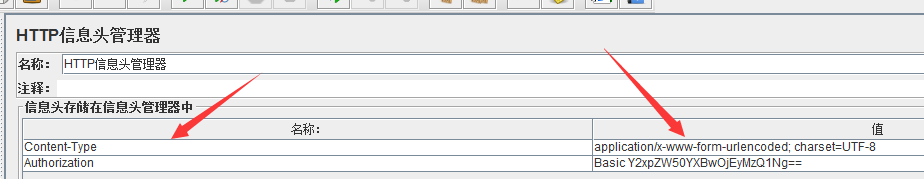 HTTP信息头管理器
名称： HTTP信息头管理器
注释：
信息头存储在信息头管理器中
名称： 值
Content-Type application/x-www-form-urlencoded; charset=UTF-8
Authorization Basic Y2xpZW50YXBwOjEyMzQ1Ng==